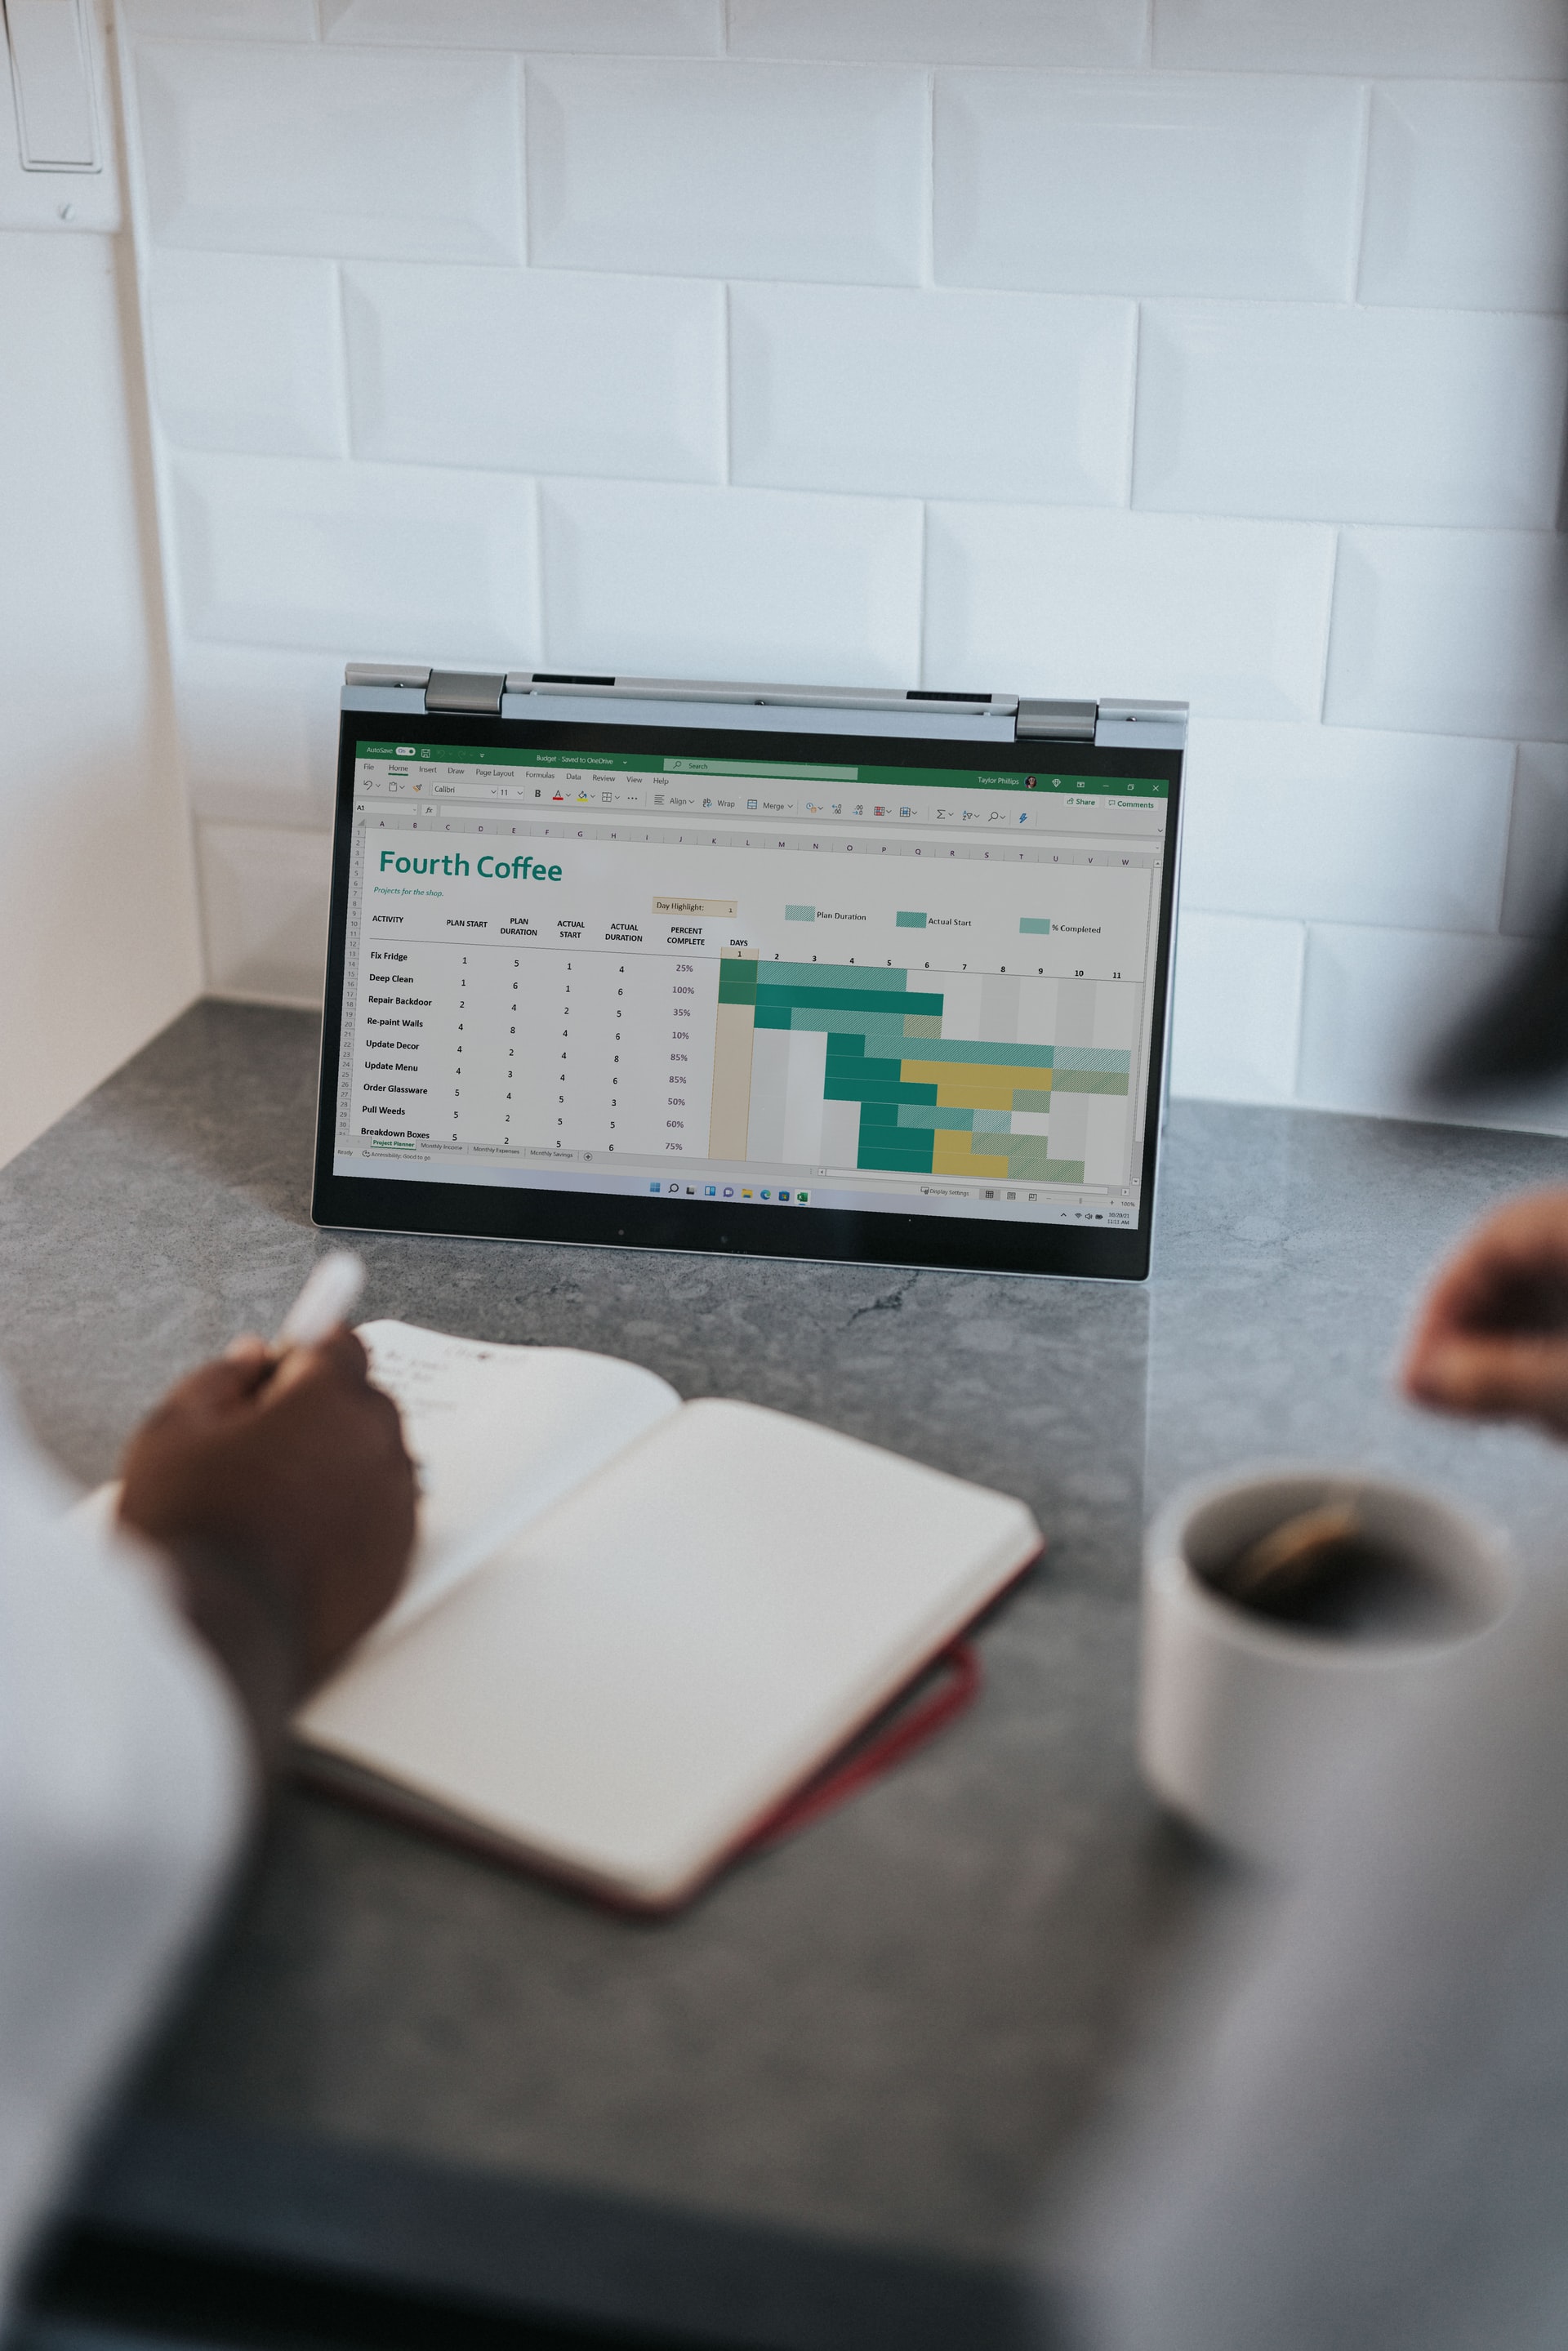 AutoSave On Budget - Saved to OneDrive Search Taylor Phillips
File Home Insert Draw Page Layout Formulas Data Review View Help Share Comments
Calibri 11 B A Align Wrap Merge
A1 fx
A B C D E F G H I J K L M N O P Q R S T U V W
Fourth Coffee
Projects for the shop.
Day Highlight: 1 Plan Duration Actual Start % Completed
ACTIVITY PLAN START PLAN DURATION ACTUAL START ACTUAL DURATION PERCENT COMPLETE DAYS
1 2 3 4 5 6 7 8 9 10 11
Fix Fridge 1 5 1 4 25%
Deep Clean 1 6 1 6 100%
Repair Backdoor 2 4 2 5 35%
Re-paint Walls 4 8 4 6 10%
Update Decor 4 2 4 8 85%
Update Menu 4 3 4 6 85%
Order Glassware 5 4 5 3 50%
Pull Weeds 5 2 5 5 60%
Breakdown Boxes 5 2 5 6 75%
Project Planner Monthly Income Monthly Expenses Monthly Savings
Ready Accessibility: Good to go Display Settings 100%
11:11 AM